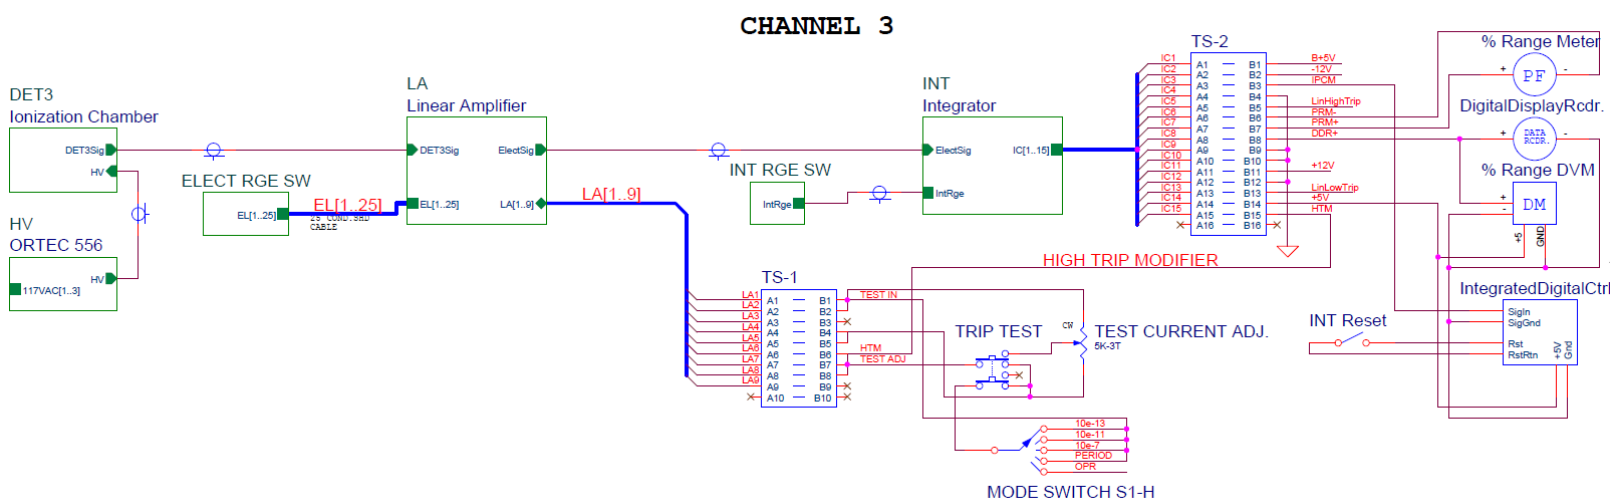 CHANNEL 3
DET3
Ionization Chamber
DET3Sig
HV
HV
ORTEC 556
HV
117VAC[1..3]
ELECT RGE SW
EL[1..25]
EL[1..25]
25 COND.SHD
CABLE
LA
Linear Amplifier
DET3Sig
ElectSig
EL[1..25]
LA[1..9]
LA[1..9]
INT RGE SW
IntRge
INT
Integrator
ElectSig
IC[1..15]
IntRge
TS-2
IC1 A1 B1 B+5V
IC2 A2 B2 -12V
IC3 A3 B3 IPCM
IC4 A4 B4
IC5 A5 B5 LinHighTrip
IC6 A6 B6 PRM-
IC7 A7 B7 PRM+
IC8 A8 B8 DDR+
IC9 A9 B9
IC10 A10 B10
IC11 A11 B11 +12V
IC12 A12 B12
IC13 A13 B13 LinLowTrip
IC14 A14 B14 +5V
IC15 A15 B15 HTM
A16 B16
HIGH TRIP MODIFIER
TS-1
LA1 A1 B1 TEST IN
LA2 A2 B2
LA3 A3 B3
LA4 A4 B4
LA5 A5 B5
LA6 A6 B6 HTM
LA7 A7 B7 TEST ADJ
LA8 A8 B8
LA9 A9 B9
A10 B10
TRIP TEST
CW
TEST CURRENT ADJ.
5K-3T
10e-13
10e-11
10e-7
PERIOD
OPR
MODE SWITCH S1-H
% Range Meter
+ PF -
DigitalDisplayRcdr.
+ DATA -
RCDR.
% Range DVM
+
-
DM
+5
GND
IntegratedDigitalCtrl
SigIn
SigGnd
Rst
RstRtn
+5V
Gnd
INT Reset